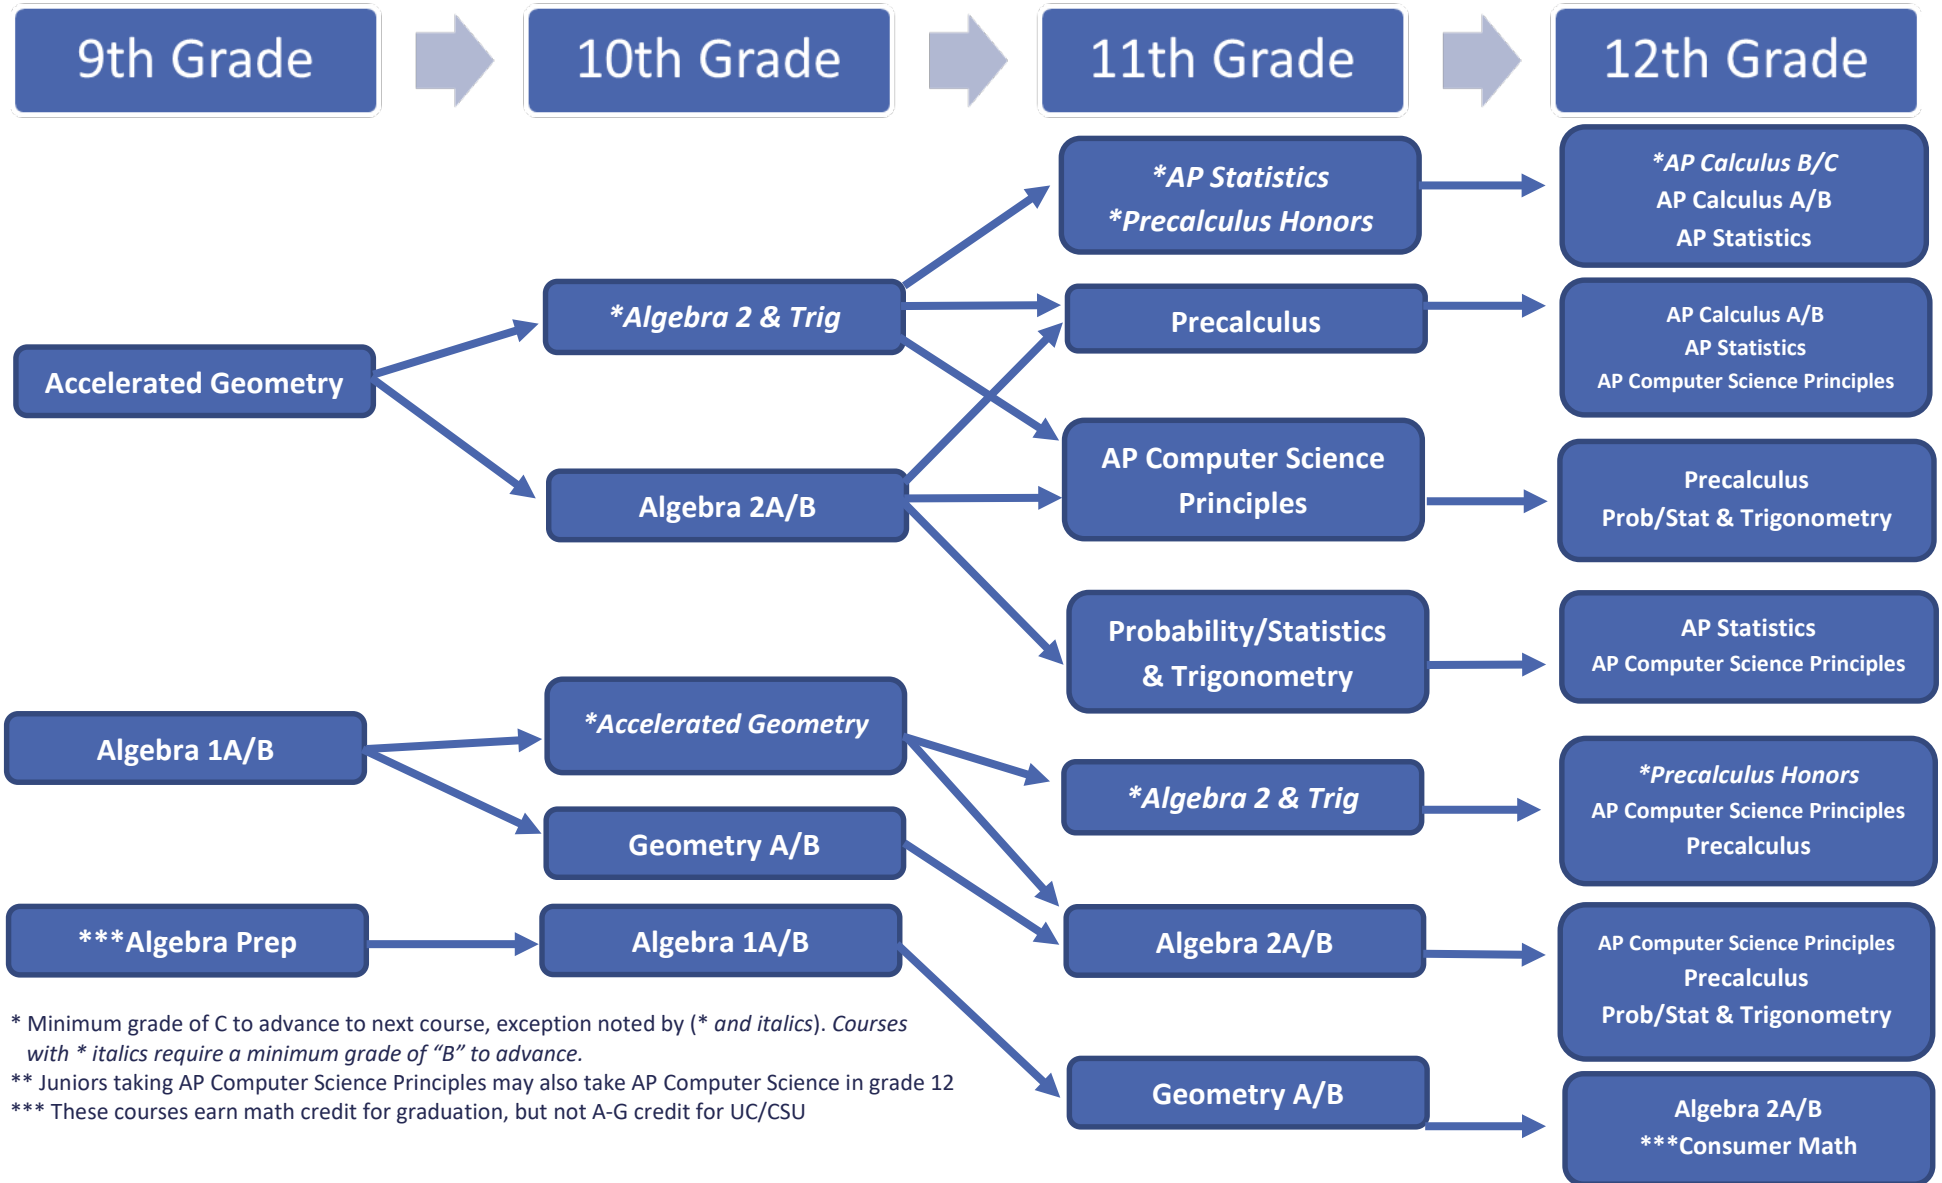 9th Grade
10th Grade
11th Grade
12th Grade
Accelerated Geometry
Algebra 1A/B
***Algebra Prep
*Algebra 2 & Trig
Algebra 2A/B
*Accelerated Geometry
Geometry A/B
Algebra 1A/B
*AP Statistics
*Precalculus Honors
Precalculus
AP Computer Science
Principles
Probability/Statistics
& Trigonometry
*Algebra 2 & Trig
Algebra 2A/B
Geometry A/B
*AP Calculus B/C
AP Calculus A/B
AP Statistics
AP Calculus A/B
AP Statistics
AP Computer Science Principles
Precalculus
Prob/Stat & Trigonometry
AP Statistics
AP Computer Science Principles
*Precalculus Honors
AP Computer Science Principles
Precalculus
AP Computer Science Principles
Precalculus
Prob/Stat & Trigonometry
Algebra 2A/B
***Consumer Math
* Minimum grade of C to advance to next course, exception noted by (* and italics). Courses
with * italics require a minimum grade of “B” to advance.
** Juniors taking AP Computer Science Principles may also take AP Computer Science in grade 12
*** These courses earn math credit for graduation, but not A-G credit for UC/CSU